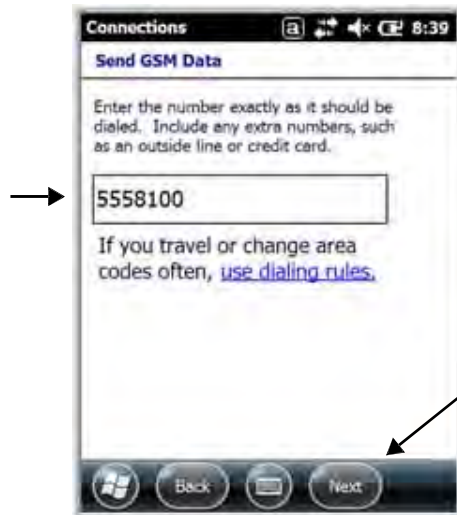 Connections a 8:39
Send GSM Data
Enter the number exactly as it should be
dialed. Include any extra numbers, such
as an outside line or credit card.
5558100
If you travel or change area
codes often, use dialing rules.
Back Next